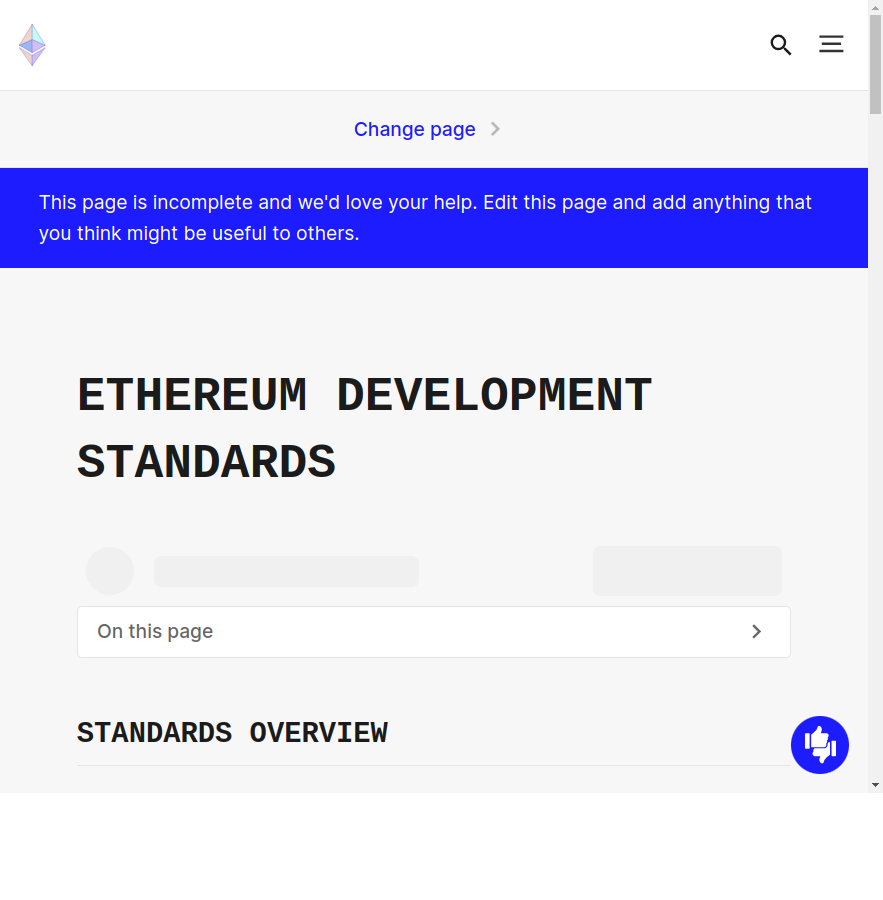 Change page
This page is incomplete and we'd love your help. Edit this page and add anything that
you think might be useful to others.
ETHEREUM DEVELOPMENT
STANDARDS
On this page
STANDARDS OVERVIEW